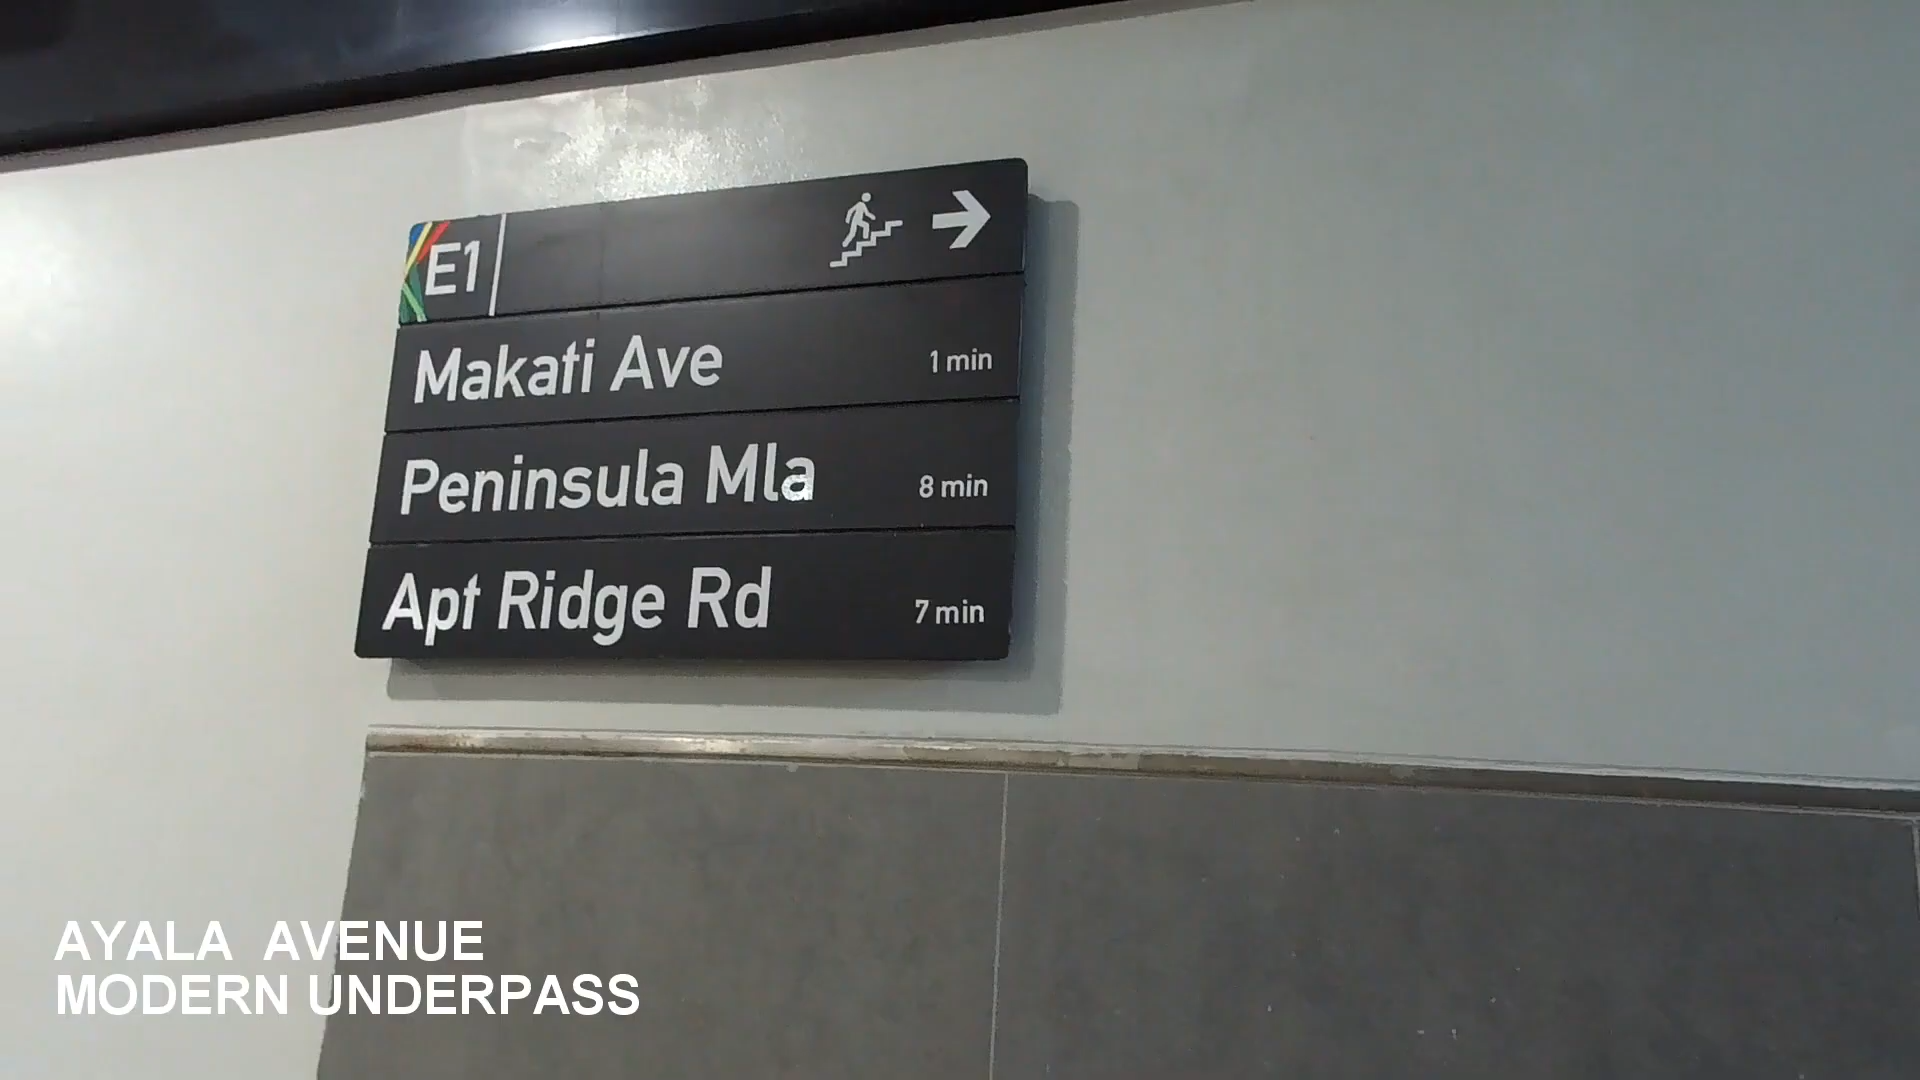 E1
Makati Ave 1 min
Peninsula Mla 8 min
Apt Ridge Rd 7 min
AYALA AVENUE
MODERN UNDERPASS